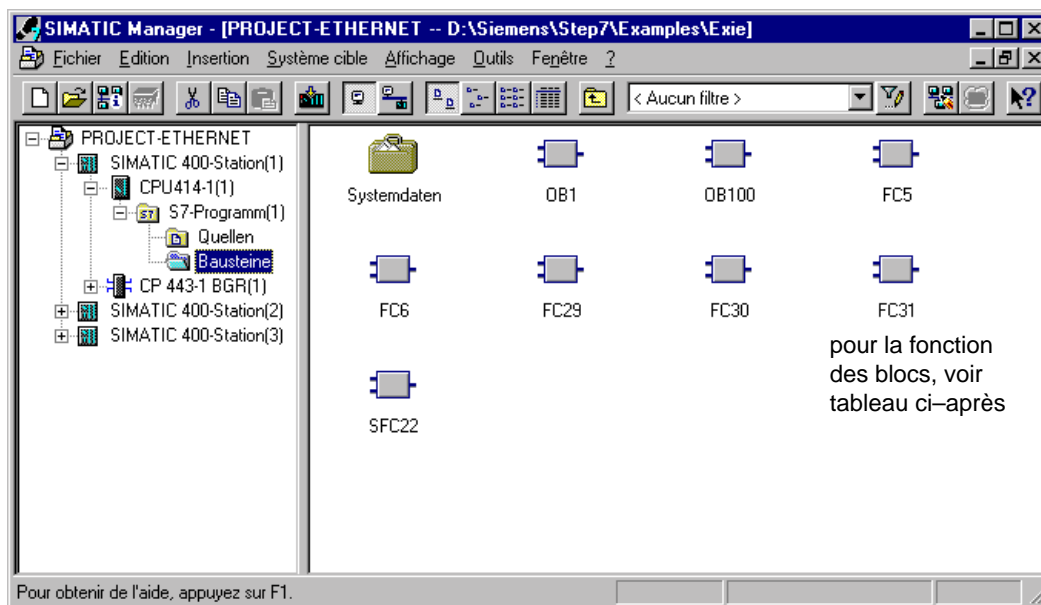 SIMATIC Manager - [PROJECT-ETHERNET -- D:\Siemens\Step7\Examples\Exie]
Fichier Edition Insertion Système cible Affichage Outils Fenêtre ?
< Aucun filtre >
PROJECT-ETHERNET
SIMATIC 400-Station(1)
CPU414-1(1)
S7-Programm(1)
Quellen
Bausteine
CP 443-1 BGR(1)
SIMATIC 400-Station(2)
SIMATIC 400-Station(3)
Systemdaten OB1 OB100 FC5
FC6 FC29 FC30 FC31
pour la fonction
des blocs, voir
tableau ci–après
SFC22
Pour obtenir de l'aide, appuyez sur F1.